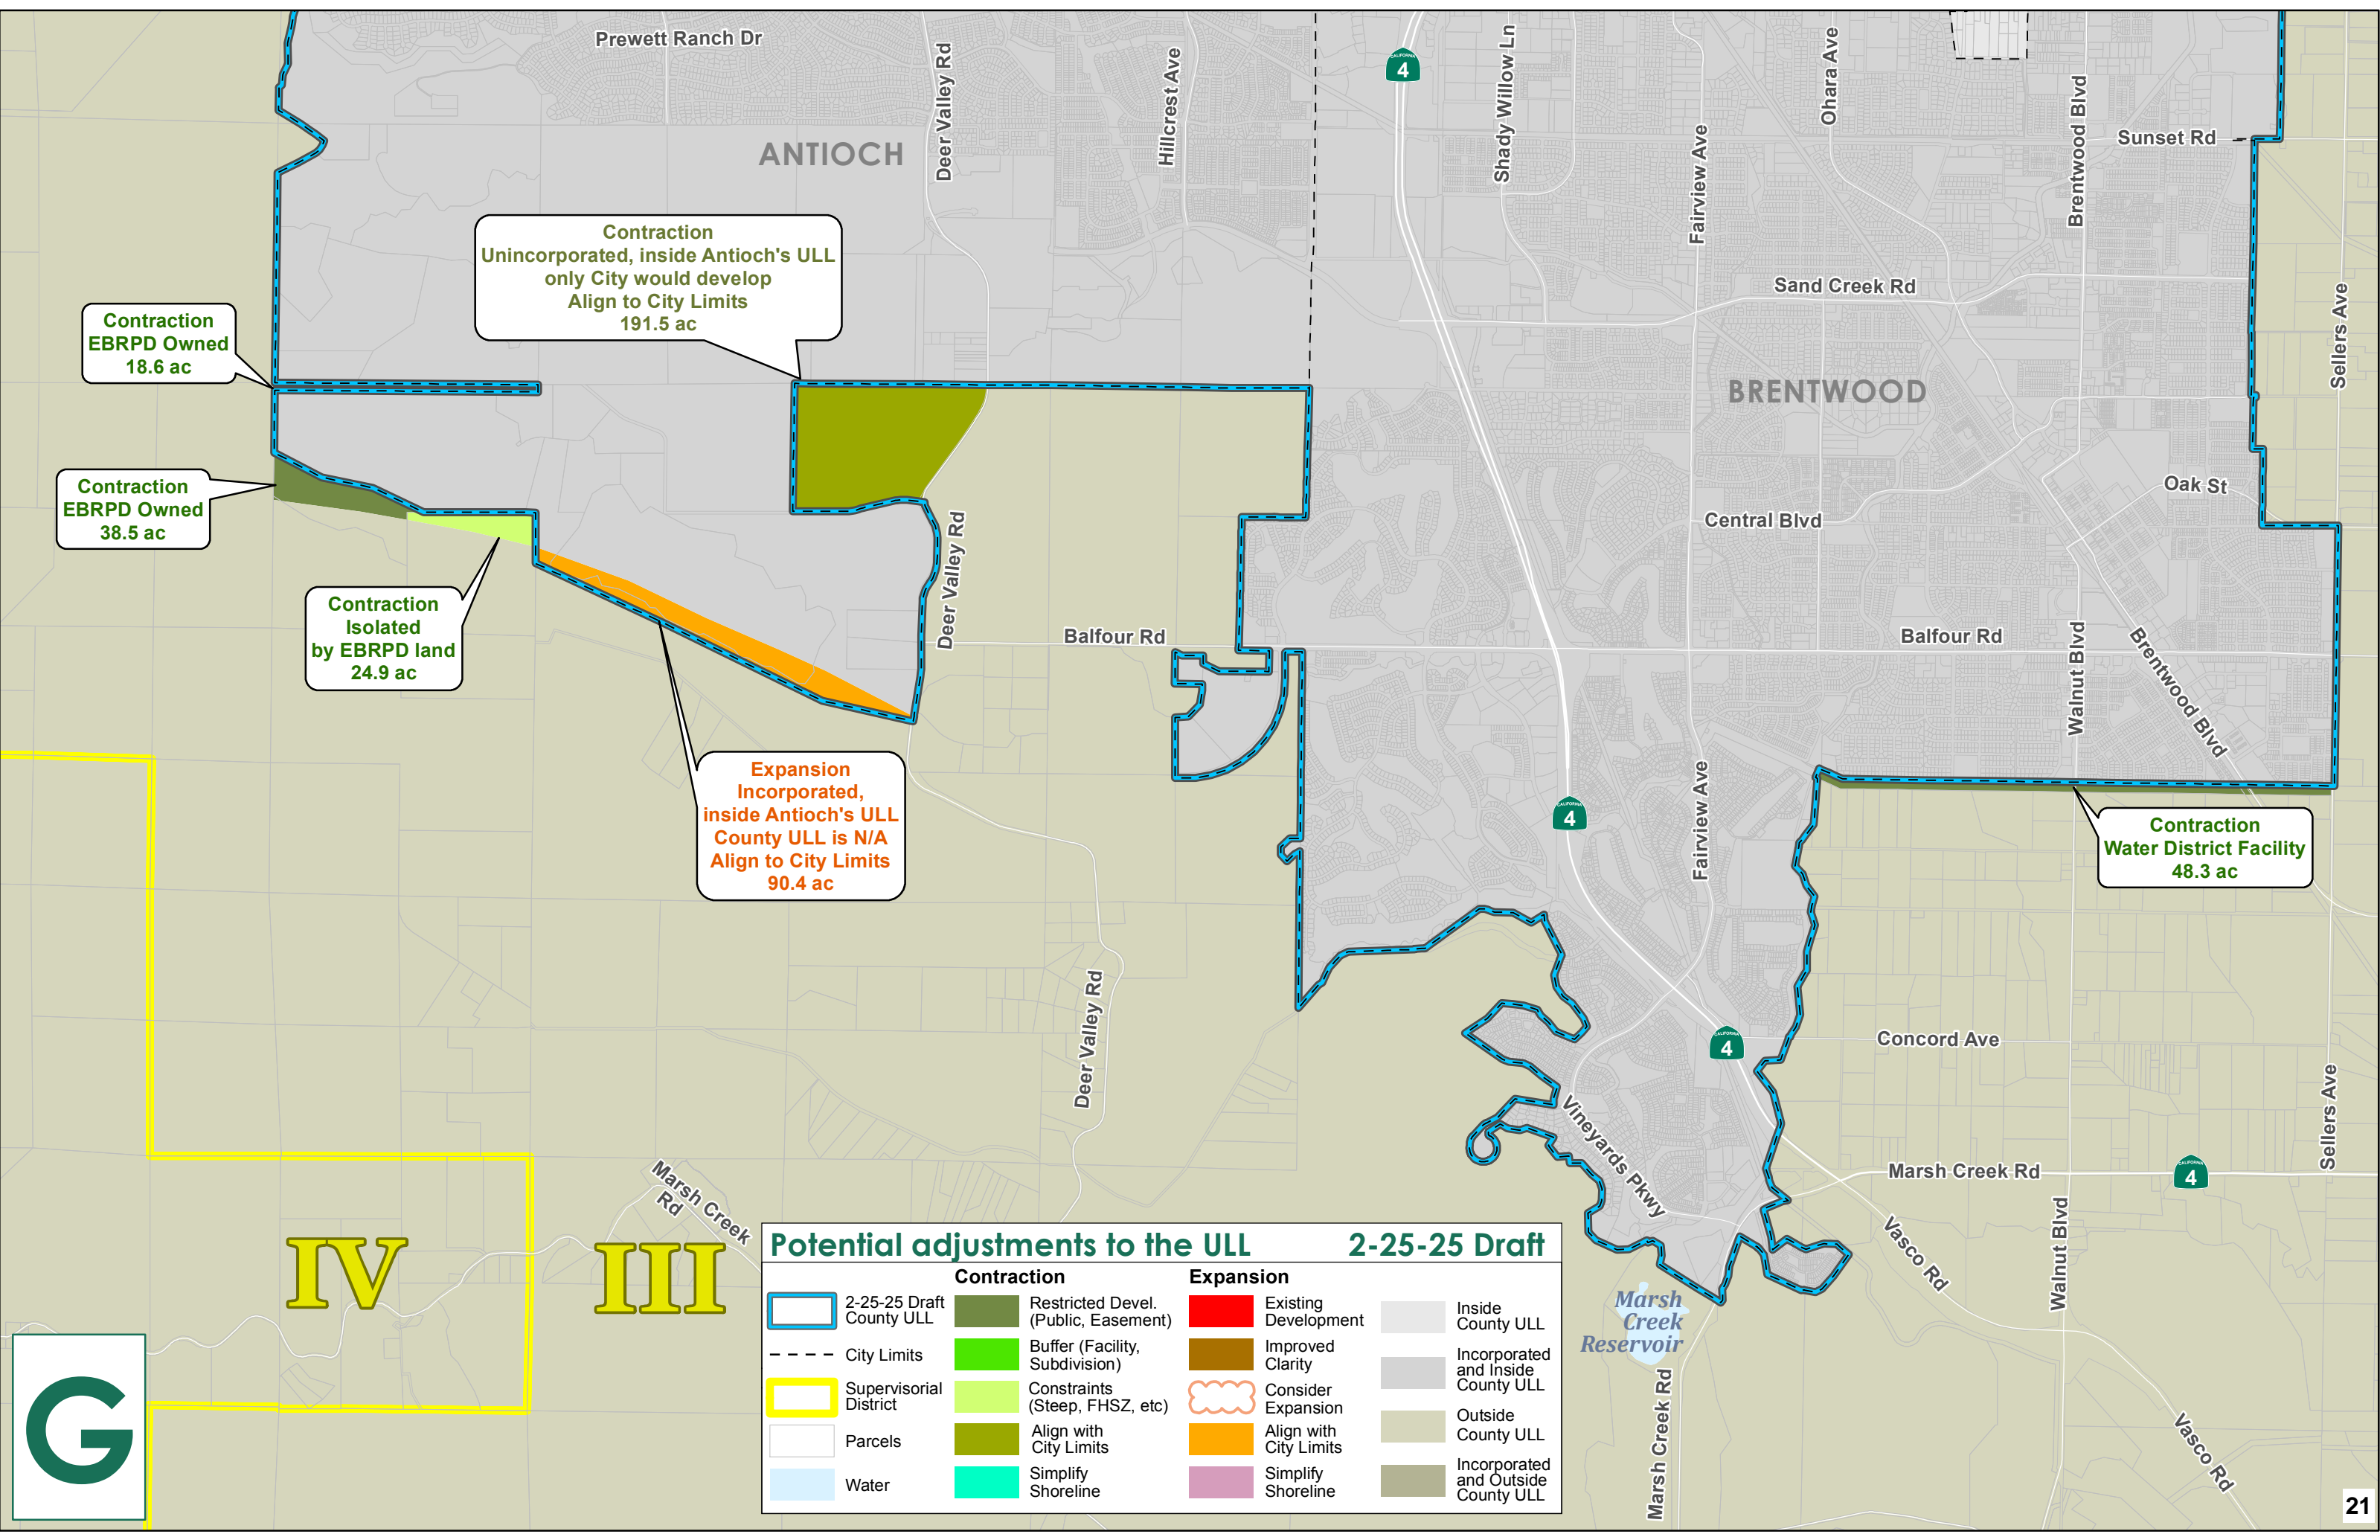 Prewett Ranch Dr
Deer Valley Rd
Hillcrest Ave
CALIFORNIA
4
Shady Willow Ln
Ohara Ave
Fairview Ave
Brentwood Blvd
Sunset Rd
ANTIOCH
Contraction
Unincorporated, inside Antioch's ULL
only City would develop
Align to City Limits
191.5 ac
Sand Creek Rd
Sellers Ave
Contraction
EBRPD Owned
18.6 ac
BRENTWOOD
Contraction
EBRPD Owned
38.5 ac
Oak St
Central Blvd
Deer Valley Rd
Contraction
Isolated
by EBRPD land
24.9 ac
Balfour Rd
Balfour Rd
Walnut Blvd
Brentwood Blvd
Expansion
Incorporated,
inside Antioch's ULL
County ULL is N/A
Align to City Limits
90.4 ac
CALIFORNIA
4
Fairview Ave
Contraction
Water District Facility
48.3 ac
Deer Valley Rd
CALIFORNIA
4
Concord Ave
Sellers Ave
Vineyards Pkwy
Marsh Creek Rd
CALIFORNIA
4
Marsh Creek
Rd
Vasco Rd
Walnut Blvd
IV
III
Marsh
Creek
Reservoir
Marsh Creek Rd
Vasco Rd
Potential adjustments to the ULL
2-25-25 Draft
2-25-25 Draft
County ULL
City Limits
Supervisorial
District
Parcels
Water
Contraction
Restricted Devel.
(Public, Easement)
Buffer (Facility,
Subdivision)
Constraints
(Steep, FHSZ, etc)
Align with
City Limits
Simplify
Shoreline
Expansion
Existing
Development
Improved
Clarity
Consider
Expansion
Align with
City Limits
Simplify
Shoreline
Inside
County ULL
Incorporated
and Inside
County ULL
Outside
County ULL
Incorporated
and Outside
County ULL
G
21